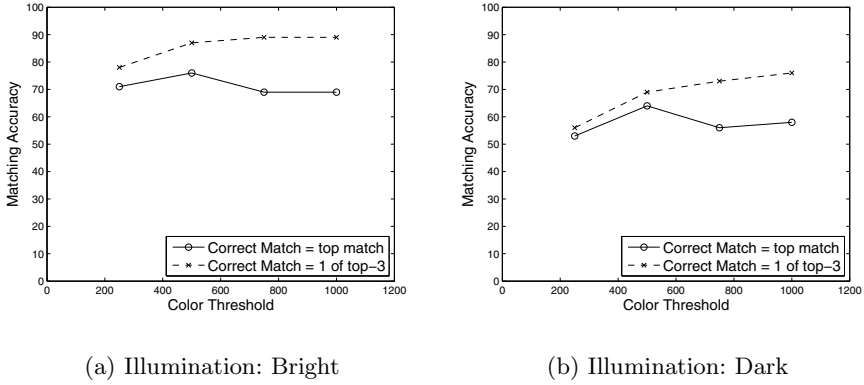 100
90
80
70
60
50
40
30
20
10
0
Matching Accuracy
Correct Match = top match
Correct Match = 1 of top-3
0 200 400 600 800 1000 1200
Color Threshold
(a) Illumination: Bright
100
90
80
70
60
50
40
30
20
10
0
Matching Accuracy
Correct Match = top match
Correct Match = 1 of top-3
0 200 400 600 800 1000 1200
Color Threshold
(b) Illumination: Dark